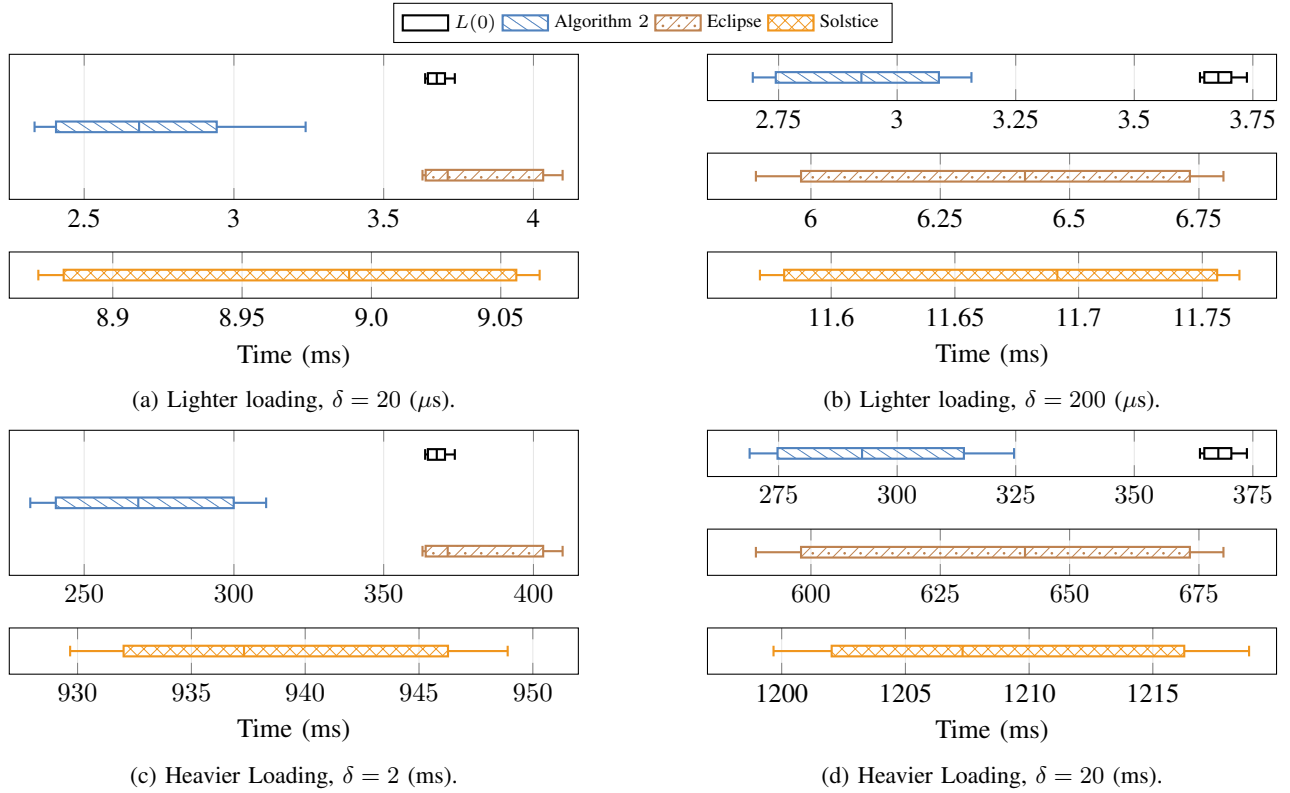 L(0) Algorithm 2 Eclipse Solstice
2.5 3 3.5 4
8.9 8.95 9.0 9.05
Time (ms)
(a) Lighter loading, δ = 20 (μs).
2.75 3 3.25 3.5 3.75
6 6.25 6.5 6.75
11.6 11.65 11.7 11.75
Time (ms)
(b) Lighter loading, δ = 200 (μs).
250 300 350 400
930 935 940 945 950
Time (ms)
(c) Heavier Loading, δ = 2 (ms).
275 300 325 350 375
600 625 650 675
1200 1205 1210 1215
Time (ms)
(d) Heavier Loading, δ = 20 (ms).